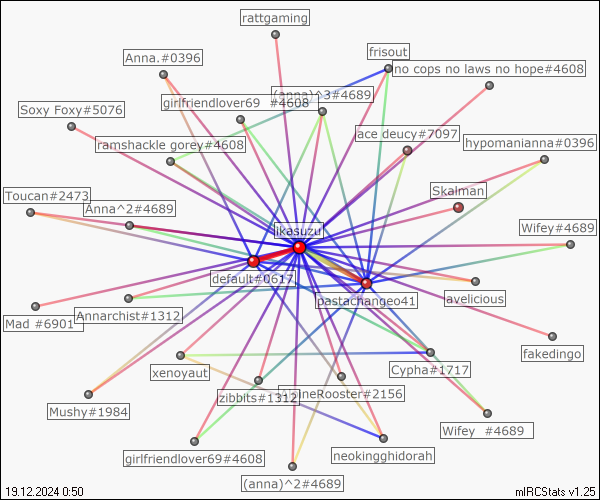 rattgaming
frisout
Anna.#0396
no cops no laws no hope#4608
(anna)^3#4689
girlfriendlover69 #4608
Soxy Foxy#5076
ace deucy#7097
hypomanianna#0396
ramshackle gorey#4608
Skalman
Toucan#2473
Anna^2#4689
ikasuzu
Wifey#4689
default#0617
pastachangeo41
avelicious
Mad #6901
Annarchist#1312
fakedingo
xenoyaut
Cypha#1717
zibbits#1312
ineRooster#2156
Mushy#1984
Wifey #4689
girlfriendlover69#4608
neokingghidorah
(anna)^2#4689
19.12.2024 0:50
mIRCStats v1.25